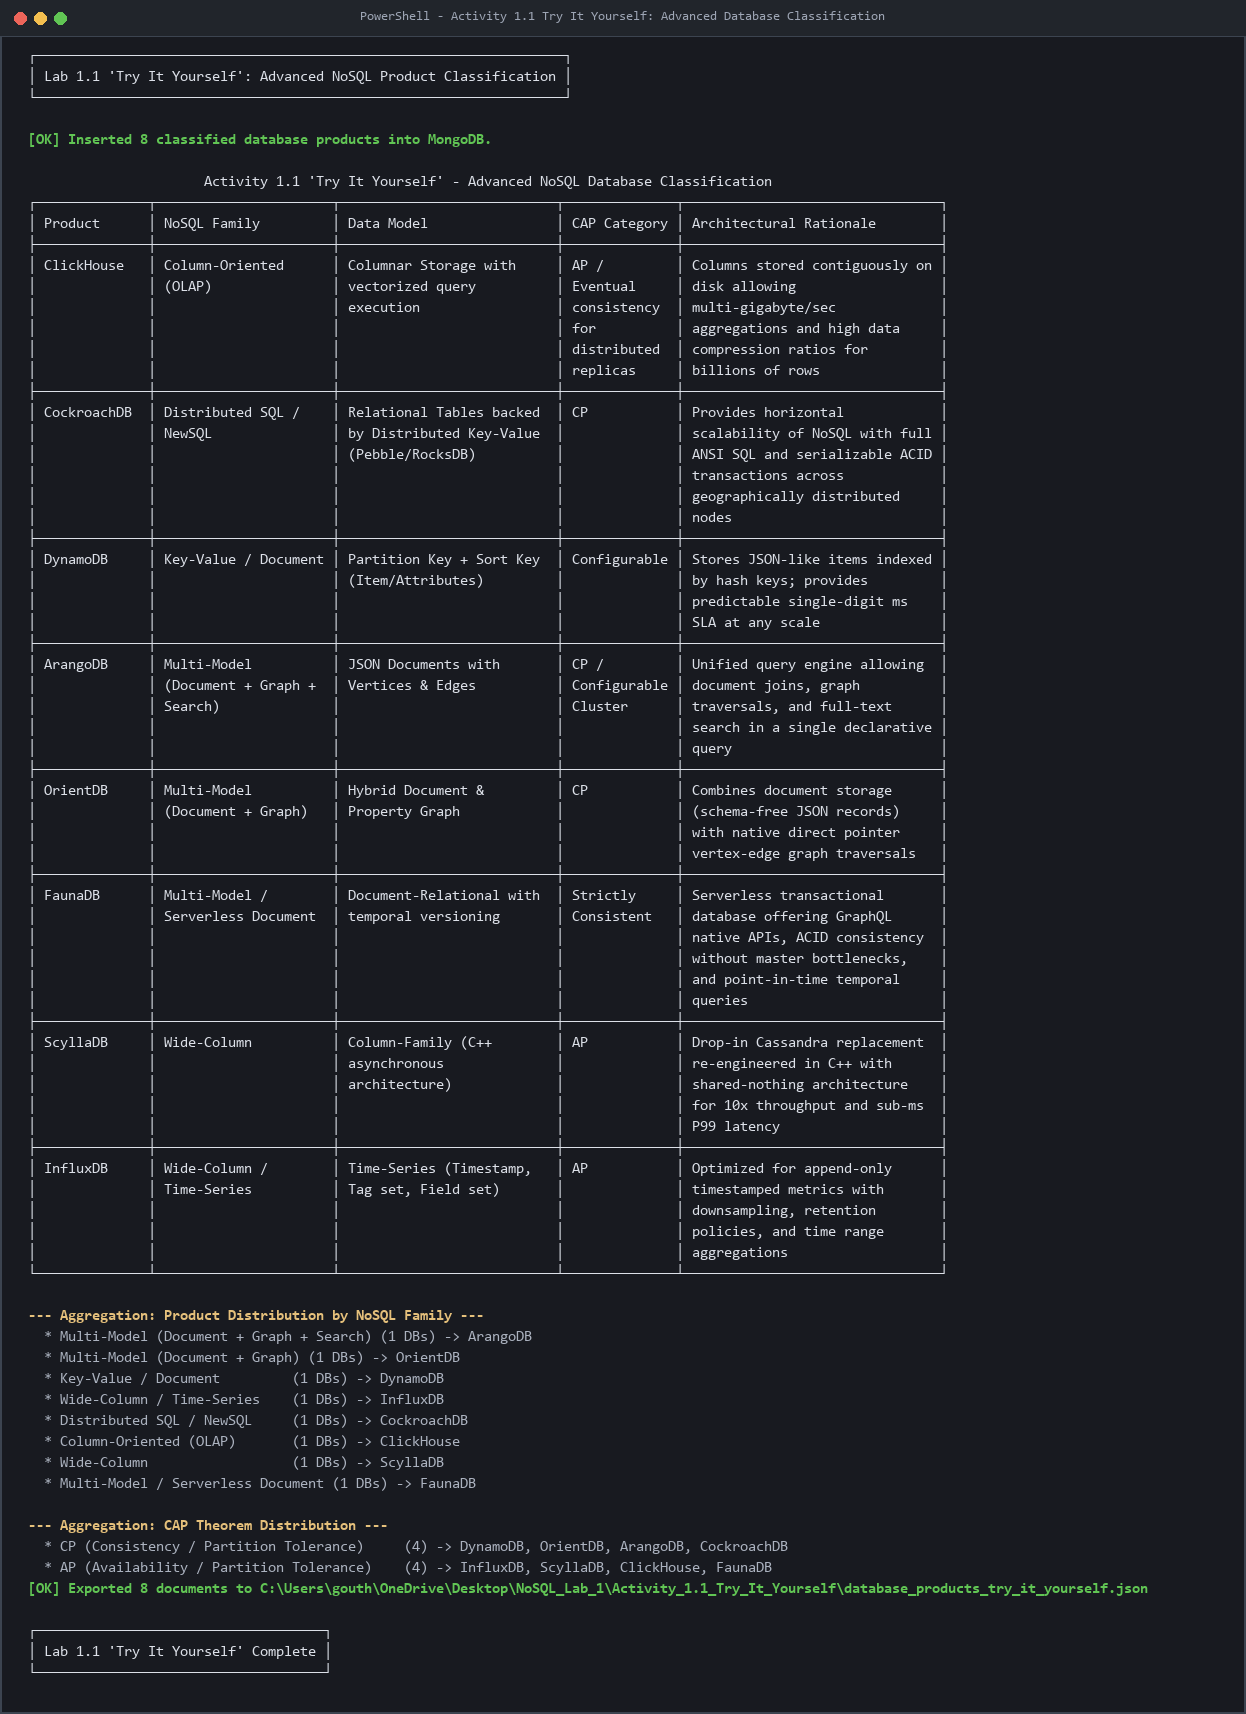 PowerShell - Activity 1.1 Try It Yourself: Advanced Database Classification
Lab 1.1 'Try It Yourself': Advanced NoSQL Product Classification
[OK] Inserted 8 classified database products into MongoDB.
Activity 1.1 'Try It Yourself' - Advanced NoSQL Database Classification
Product NoSQL Family Data Model CAP Category Architectural Rationale
ClickHouse Column-Oriented Columnar Storage with AP / Columns stored contiguously on
(OLAP) vectorized query Eventual disk allowing
execution consistency multi-gigabyte/sec
for aggregations and high data
distributed compression ratios for
replicas billions of rows
CockroachDB Distributed SQL / Relational Tables backed CP Provides horizontal
NewSQL by Distributed Key-Value scalability of NoSQL with full
(Pebble/RocksDB) ANSI SQL and serializable ACID
transactions across
geographically distributed
nodes
DynamoDB Key-Value / Document Partition Key + Sort Key Configurable Stores JSON-like items indexed
(Item/Attributes) by hash keys; provides
predictable single-digit ms
SLA at any scale
ArangoDB Multi-Model JSON Documents with CP / Unified query engine allowing
(Document + Graph + Vertices & Edges Configurable document joins, graph
Search) Cluster traversals, and full-text
search in a single declarative
query
OrientDB Multi-Model Hybrid Document & CP Combines document storage
(Document + Graph) Property Graph (schema-free JSON records)
with native direct pointer
vertex-edge graph traversals
FaunaDB Multi-Model / Document-Relational with Strictly Serverless transactional
Serverless Document temporal versioning Consistent database offering GraphQL
native APIs, ACID consistency
without master bottlenecks,
and point-in-time temporal
queries
ScyllaDB Wide-Column Column-Family (C++ AP Drop-in Cassandra replacement
asynchronous re-engineered in C++ with
architecture) shared-nothing architecture
for 10x throughput and sub-ms
P99 latency
InfluxDB Wide-Column / Time-Series (Timestamp, AP Optimized for append-only
Time-Series Tag set, Field set) timestamped metrics with
downsampling, retention
policies, and time range
aggregations
--- Aggregation: Product Distribution by NoSQL Family ---
* Multi-Model (Document + Graph + Search) (1 DBs) -> ArangoDB
* Multi-Model (Document + Graph) (1 DBs) -> OrientDB
* Key-Value / Document (1 DBs) -> DynamoDB
* Wide-Column / Time-Series (1 DBs) -> InfluxDB
* Distributed SQL / NewSQL (1 DBs) -> CockroachDB
* Column-Oriented (OLAP) (1 DBs) -> ClickHouse
* Wide-Column (1 DBs) -> ScyllaDB
* Multi-Model / Serverless Document (1 DBs) -> FaunaDB
--- Aggregation: CAP Theorem Distribution ---
* CP (Consistency / Partition Tolerance) (4) -> DynamoDB, OrientDB, ArangoDB, CockroachDB
* AP (Availability / Partition Tolerance) (4) -> InfluxDB, ScyllaDB, ClickHouse, FaunaDB
[OK] Exported 8 documents to C:\Users\gouth\OneDrive\Desktop\NoSQL_Lab_1\Activity_1.1_Try_It_Yourself\database_products_try_it_yourself.json
Lab 1.1 'Try It Yourself' Complete